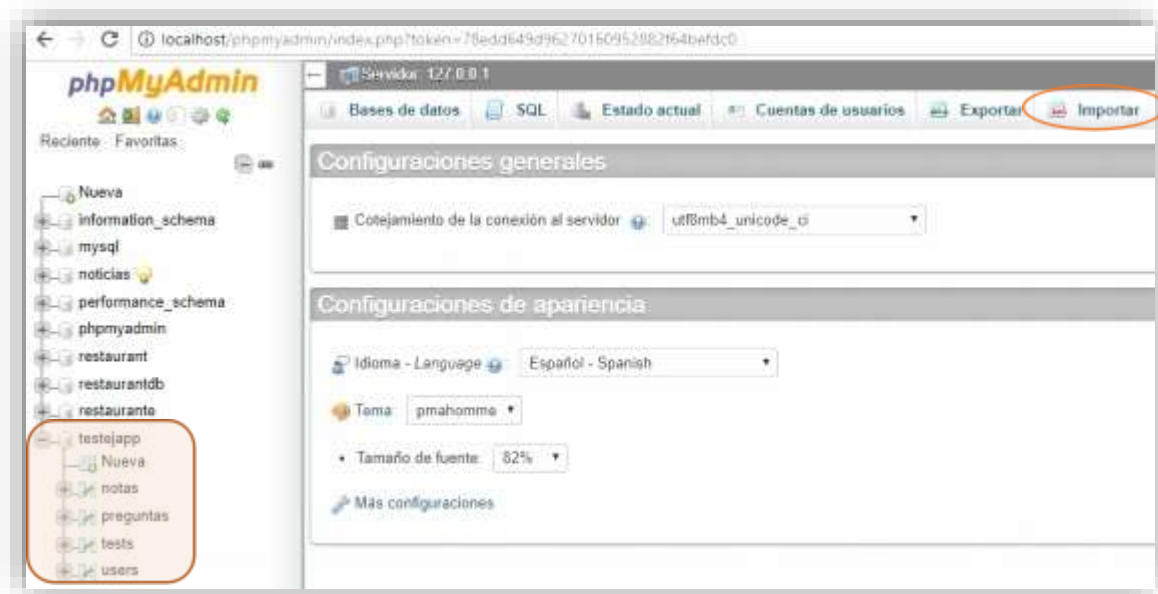 localhost/phpmyadmin/index.php?token=78edd649d96270160952882f64befdc0
phpMyAdmin
Reciente Favoritas
Nueva
information_schema
mysql
noticias
performance_schema
phpmyadmin
restaurant
restaurantdb
restaurante
testejapp
Nueva
notas
preguntas
tests
users
Servidor: 127.0.0.1
Bases de datos SQL Estado actual Cuentas de usuarios Exportar Importar
Configuraciones generales
Cotejamiento de la conexión al servidor utf8mb4_unicode_ci
Configuraciones de apariencia
Idioma - Language Español - Spanish
Tema: pmahomme
• Tamaño de fuente: 82%
Más configuraciones